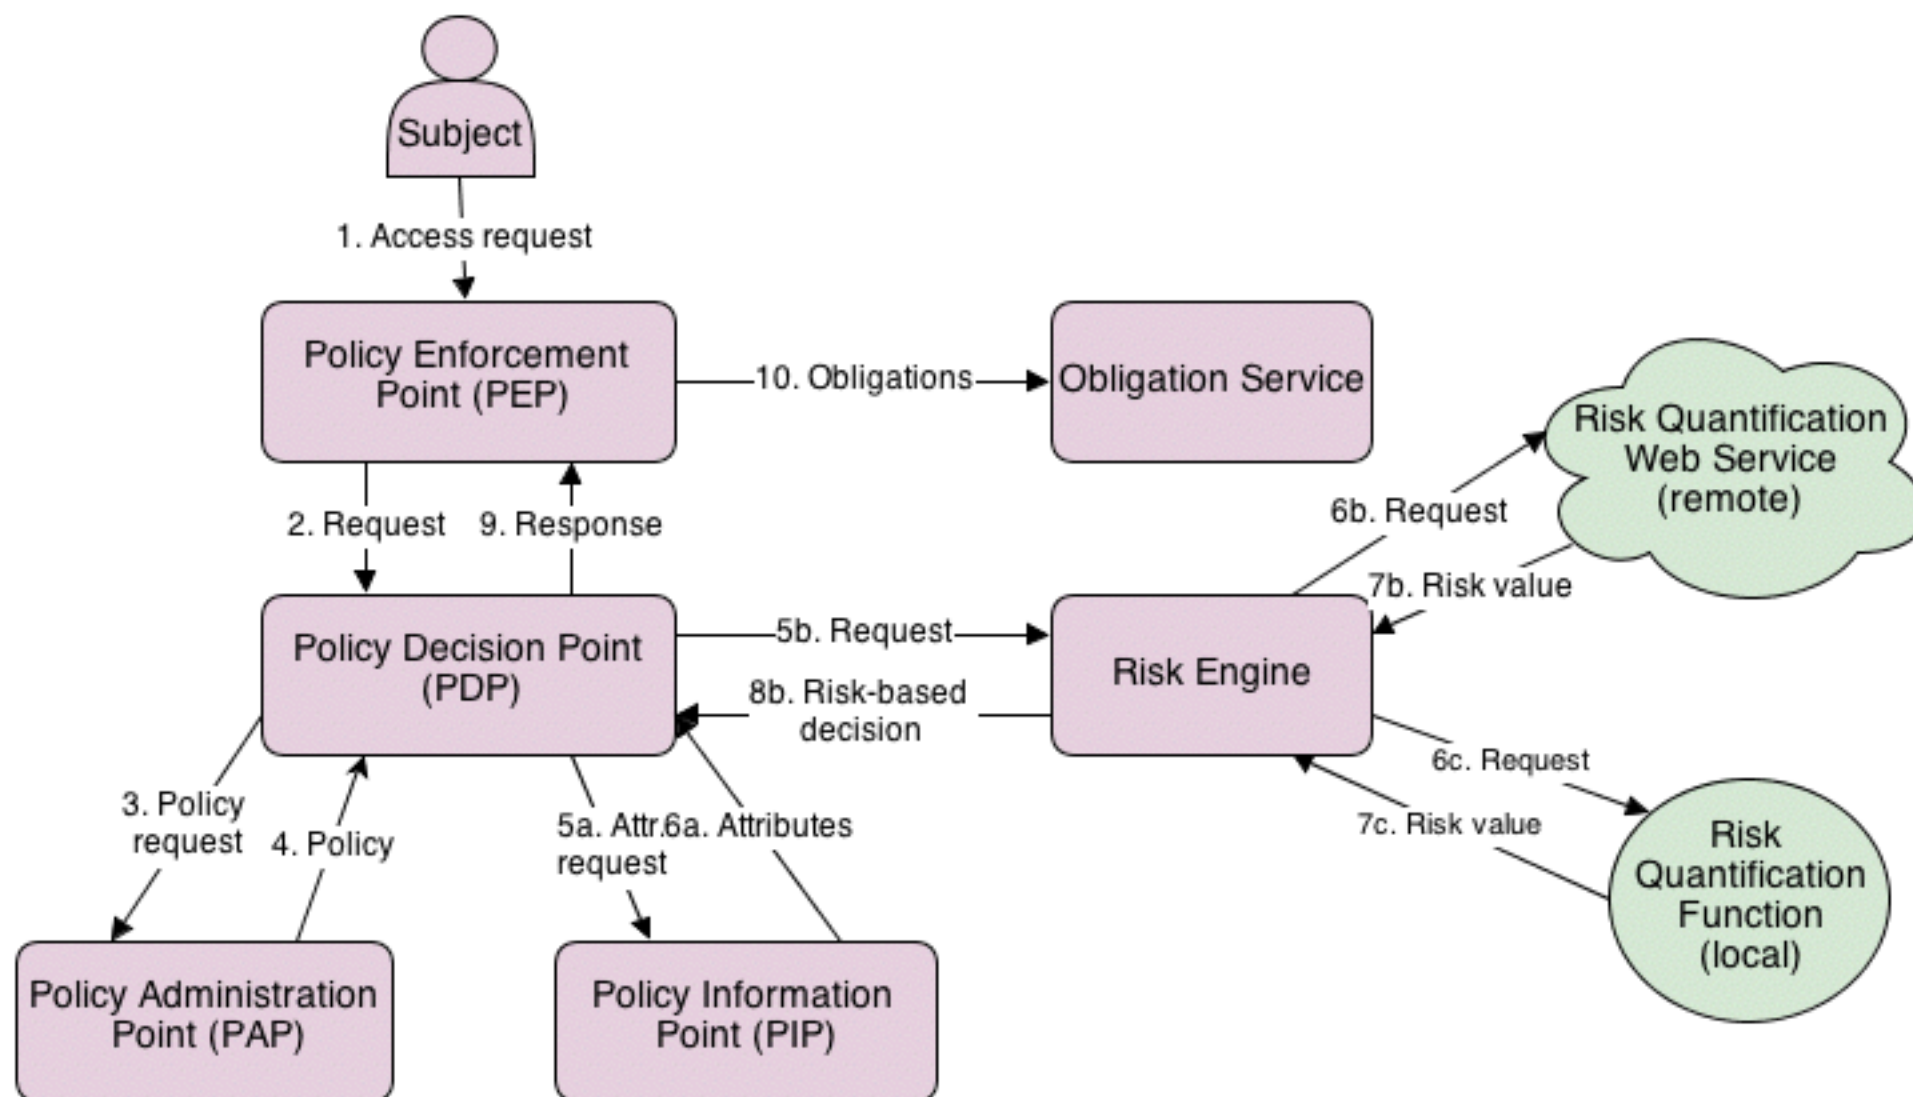 Subject
1. Access request
Policy Enforcement
Point (PEP)
10. Obligations
Obligation Service
Risk Quantification
Web Service
(remote)
2. Request
9. Response
6b. Request
7b. Risk value
Policy Decision Point
(PDP)
5b. Request
8b. Risk-based
decision
Risk Engine
6c. Request
7c. Risk value
3. Policy
request
4. Policy
5a. Attr.
request
6a. Attributes
Risk
Quantification
Function
(local)
Policy Administration
Point (PAP)
Policy Information
Point (PIP)